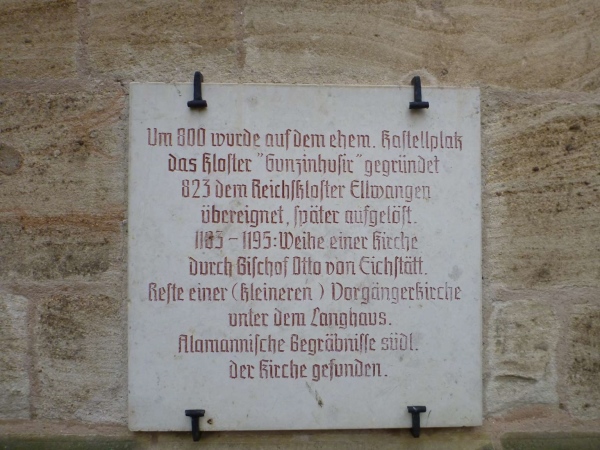 Um 800 wurde auf dem ehem. Kastellplatz
das Kloster "Gunzinhusir" gegründet
823 dem Reichskloster Ellwangen
übereignet, später aufgelöst.
1183 - 1195: Weihe einer Kirche
durch Bischof Otto von Eichstätt.
Reste einer (kleineren) Vorgängerkirche
unter dem Langhaus.
Alamannische Begräbnisse südl.
der Kirche gefunden.